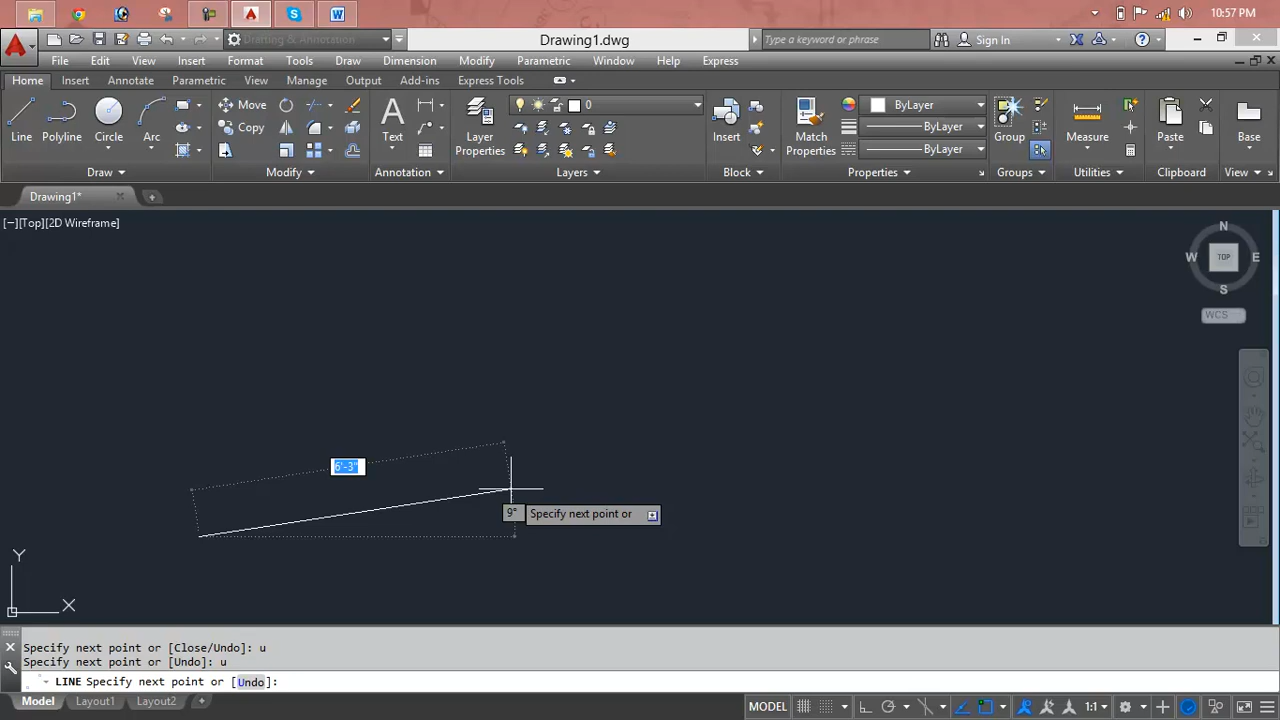 10:57 PM
Drafting & Annotation
Drawing1.dwg
Type a keyword or phrase
Sign In
File Edit View Insert Format Tools Draw Dimension Modify Parametric Window Help Express
Home Insert Annotate Parametric View Manage Output Add-ins Express Tools
Move
0
ByLayer
Copy
ByLayer
Line Polyline Circle Arc Text Layer Properties Insert Match Properties Group Measure Paste Base
ByLayer
Draw Modify Annotation Layers Block Properties Groups Utilities Clipboard View
Drawing1*
[−][Top][2D Wireframe]
N
W TOP E
S
WCS
6'-3"
9° Specify next point or
Y
X
Specify next point or [Close/Undo]: u
Specify next point or [Undo]: u
LINE Specify next point or [Undo]:
Model Layout1 Layout2
MODEL 1:1